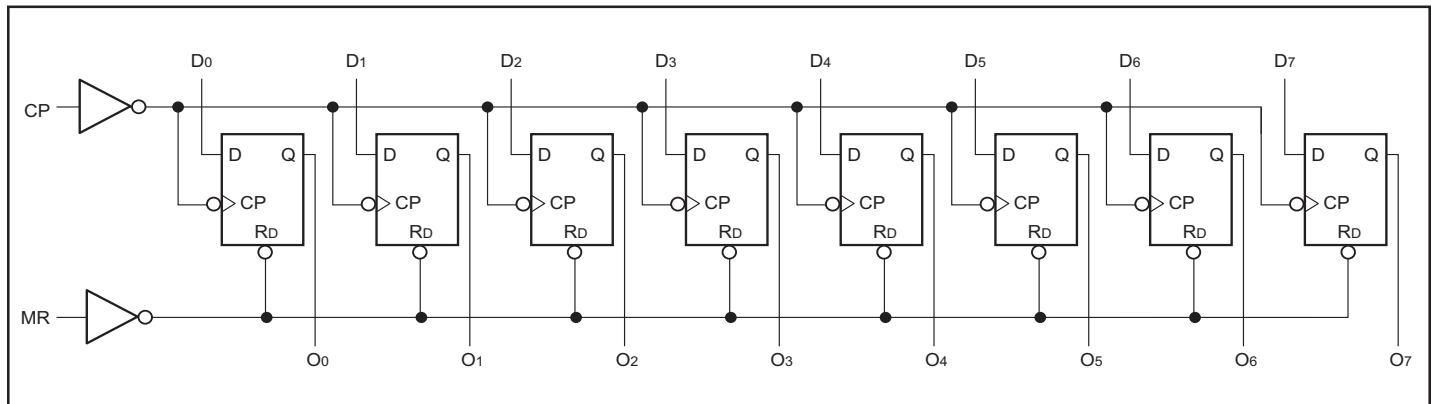 D0 D1 D2 D3 D4 D5 D6 D7
CP
D Q D Q D Q D Q D Q D Q D Q D Q
CP CP CP CP CP CP CP CP
RD RD RD RD RD RD RD RD
MR
O0 O1 O2 O3 O4 O5 O6 O7